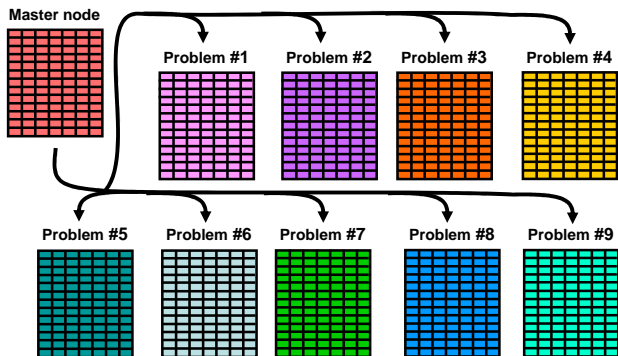 Master node
Problem #1
Problem #2
Problem #3
Problem #4
Problem #5
Problem #6
Problem #7
Problem #8
Problem #9